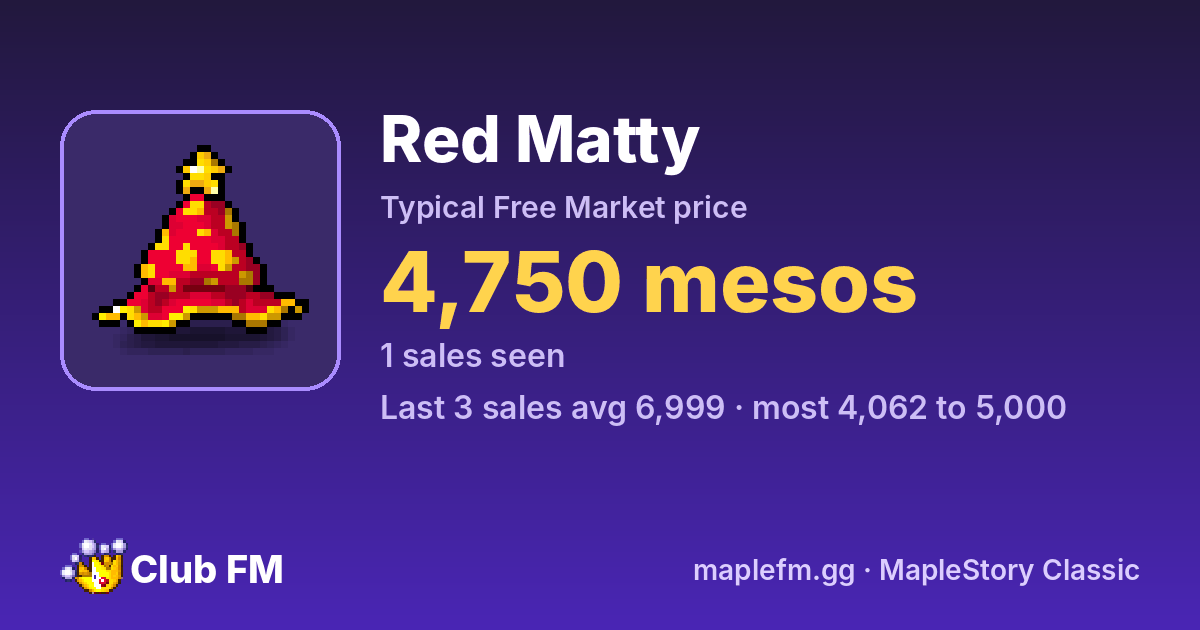 Red Matty
Typical Free Market price
4,750 mesos
1 sales seen
Last 3 sales avg 6,999 · most 4,062 to 5,000
Club FM
maplefm.gg · MapleStory Classic